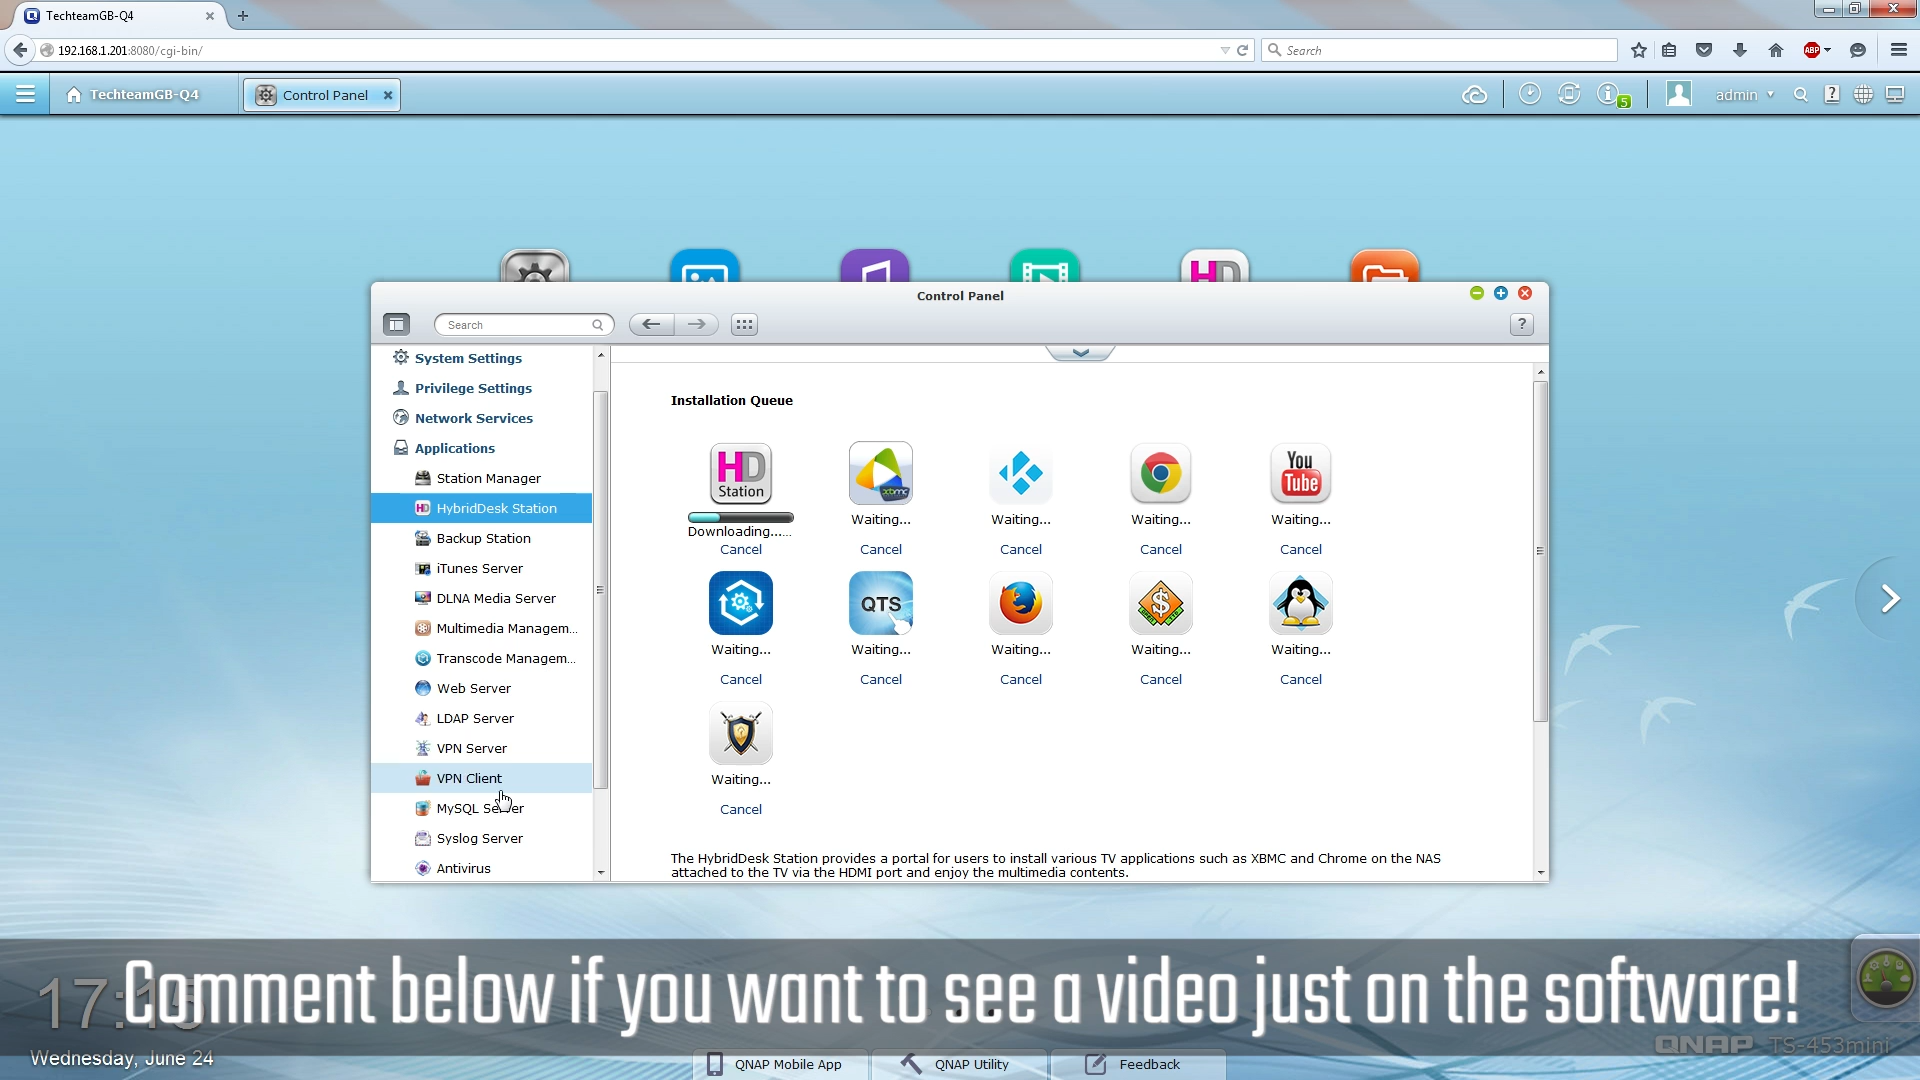 TechteamGB-Q4
192.168.1.201:8080/cgi-bin/
Search
TechteamGB-Q4
Control Panel
5
admin
?
HD
Control Panel
Search
?
System Settings
Privilege Settings
Network Services
Applications
Station Manager
HD HybridDesk Station
Backup Station
iTunes Server
DLNA Media Server
Multimedia Managem...
Transcode Managem...
Web Server
LDAP Server
VPN Server
VPN Client
MySQL Server
Syslog Server
Antivirus
Installation Queue
HD Station
xbmc
You Tube
Downloading......
Waiting...
Waiting...
Waiting...
Waiting...
Cancel
Cancel
Cancel
Cancel
Cancel
QTS
$
Waiting...
Waiting...
Waiting...
Waiting...
Waiting...
Cancel
Cancel
Cancel
Cancel
Cancel
Waiting...
Cancel
The HybridDesk Station provides a portal for users to install various TV applications such as XBMC and Chrome on the NAS
attached to the TV via the HDMI port and enjoy the multimedia contents.
Comment below if you want to see a video just on the software!
17:15
Wednesday, June 24
QNAP TS-453mini
QNAP Mobile App
QNAP Utility
Feedback
ABP